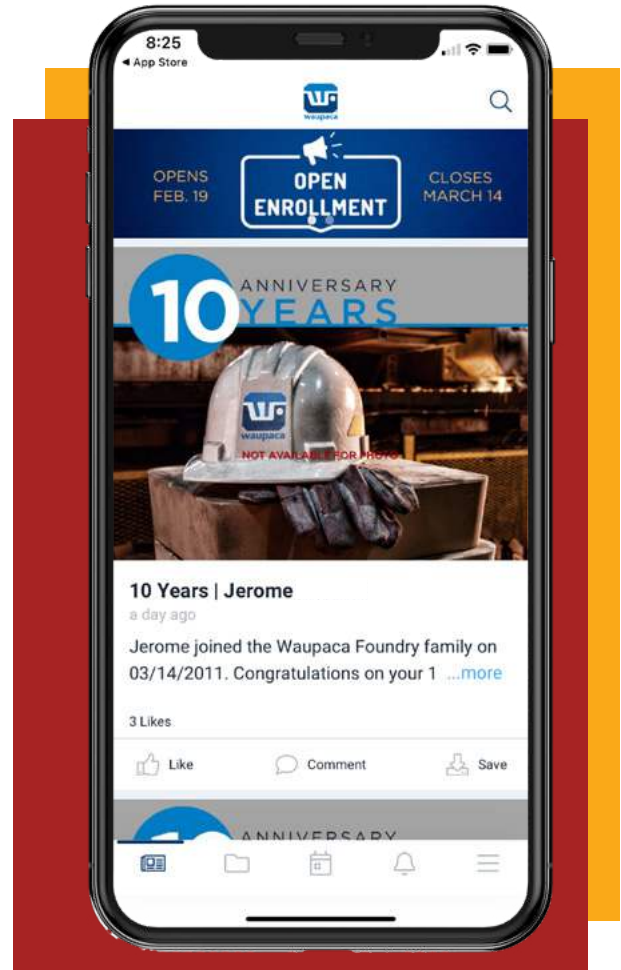 8:25
◀ App Store
waupaca
OPENS
FEB. 19
OPEN
ENROLLMENT
CLOSES
MARCH 14
10
ANNIVERSARY
YEARS
waupaca
NOT AVAILABLE FOR PHOTO
10 Years | Jerome
a day ago
Jerome joined the Waupaca Foundry family on
03/14/2011. Congratulations on your 1 ...more
3 Likes
Like
Comment
Save
ANNIVERSARY